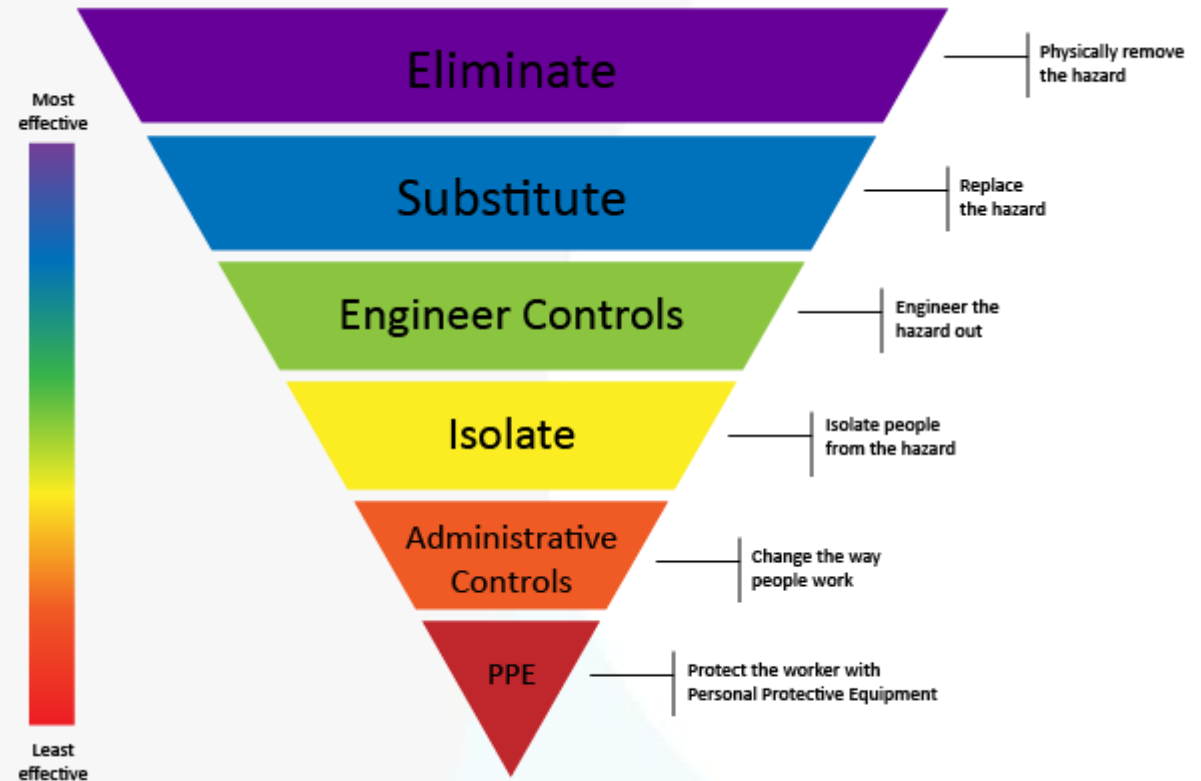 Eliminate
Physically remove
the hazard
Most
effective
Substitute
Replace
the hazard
Engineer Controls
Engineer the
hazard out
Isolate
Isolate people
from the hazard
Administrative
Controls
Change the way
people work
PPE
Protect the worker with
Personal Protective Equipment
Least
effective